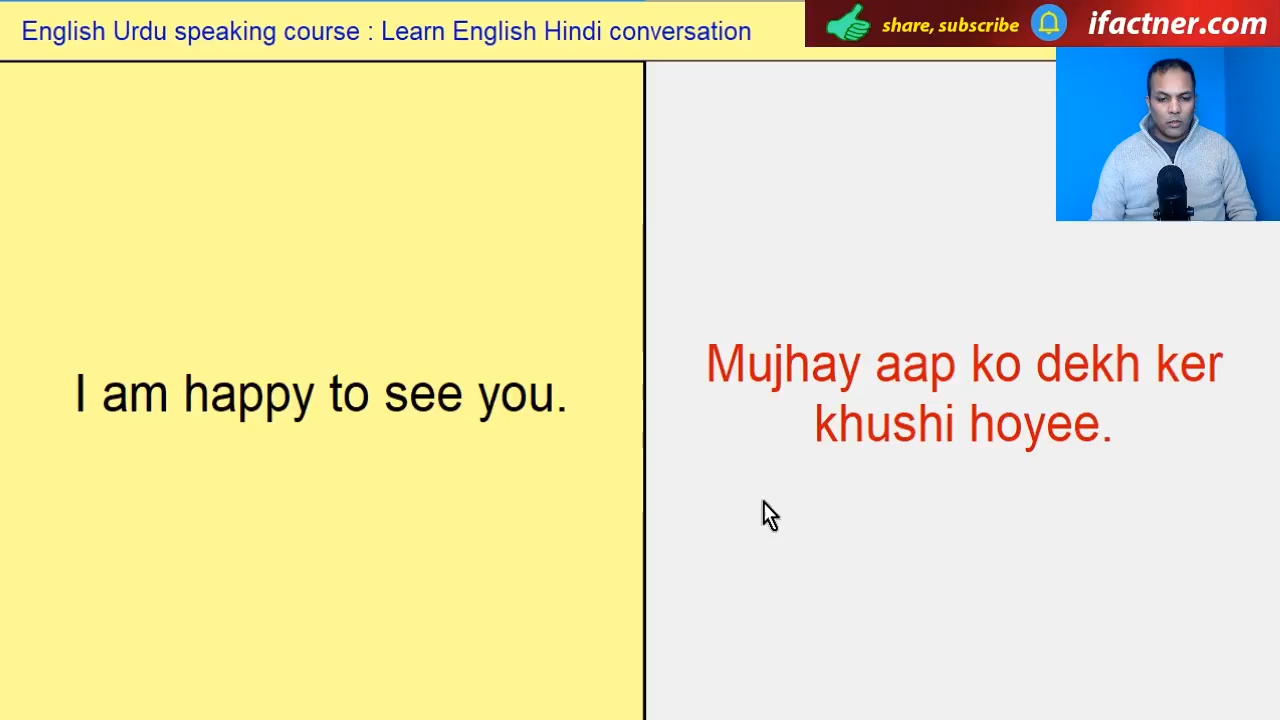 English Urdu speaking course : Learn English Hindi conversation
share, subscribe
ifactner.com
I am happy to see you.
Mujhay aap ko dekh ker
khushi hoyee.